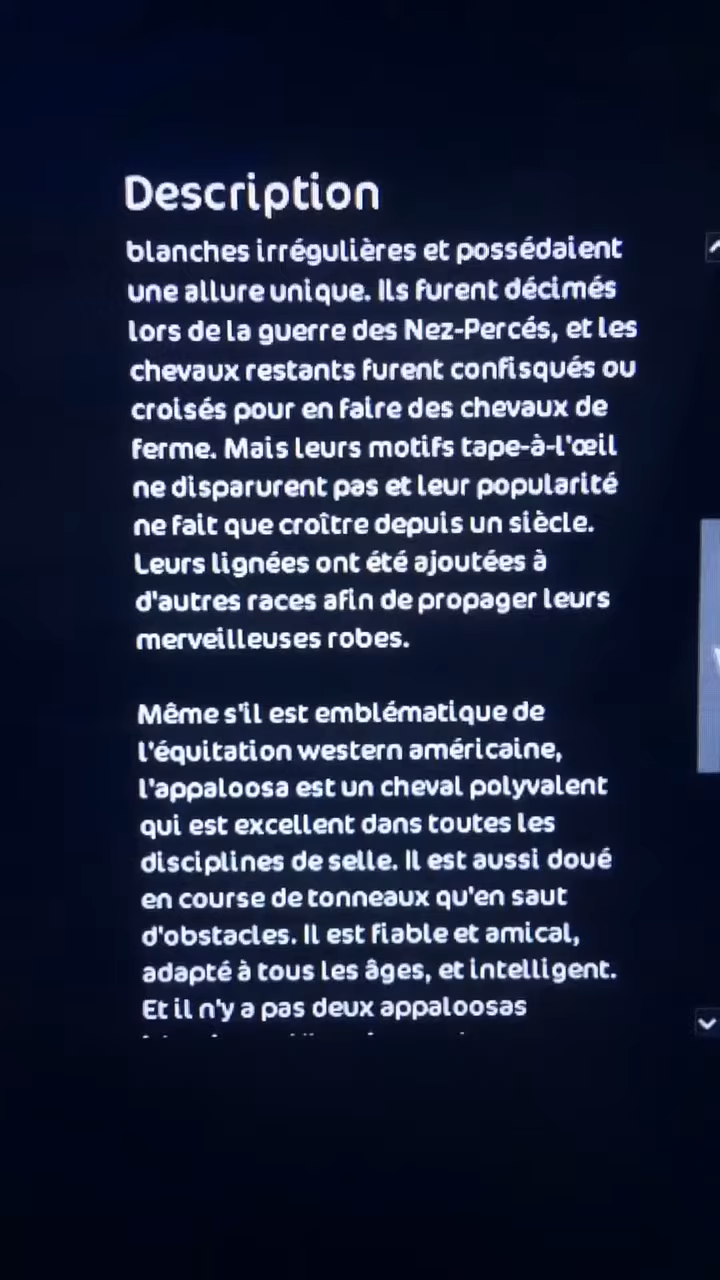 Description
blanches irrégulières et possédaient
une allure unique. Ils furent décimés
lors de la guerre des Nez-Percés, et les
chevaux restants furent confisqués ou
croisés pour en faire des chevaux de
ferme. Mais leurs motifs tape-à-l'œil
ne disparurent pas et leur popularité
ne fait que croître depuis un siècle.
Leurs lignées ont été ajoutées à
d'autres races afin de propager leurs
merveilleuses robes.
Même s'il est emblématique de
l'équitation western américaine,
l'appaloosa est un cheval polyvalent
qui est excellent dans toutes les
disciplines de selle. Il est aussi doué
en course de tonneaux qu'en saut
d'obstacles. Il est fiable et amical,
adapté à tous les âges, et intelligent.
Et il n'y a pas deux appaloosas